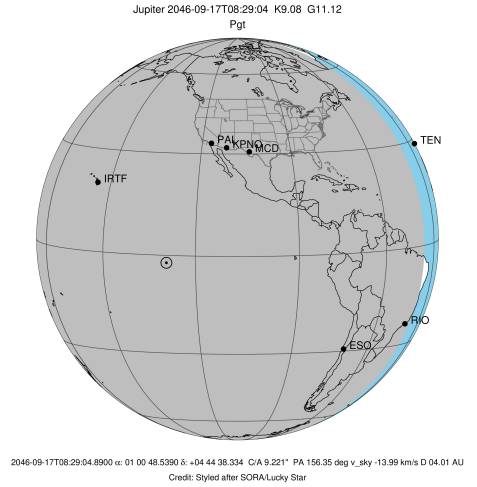 Jupiter 2046-09-17T08:29:04 K9.08 G11.12
Pgt
PAL
KPNO
MCD
TEN
IRTF
RIO
ESO
2046-09-17T08:29:04.8900 α: 01 00 48.5390 δ: +04 44 38.334 C/A 9.221" PA 156.35 deg v_sky -13.99 km/s D 04.01 AU
Credit: Styled after SORA/Lucky Star